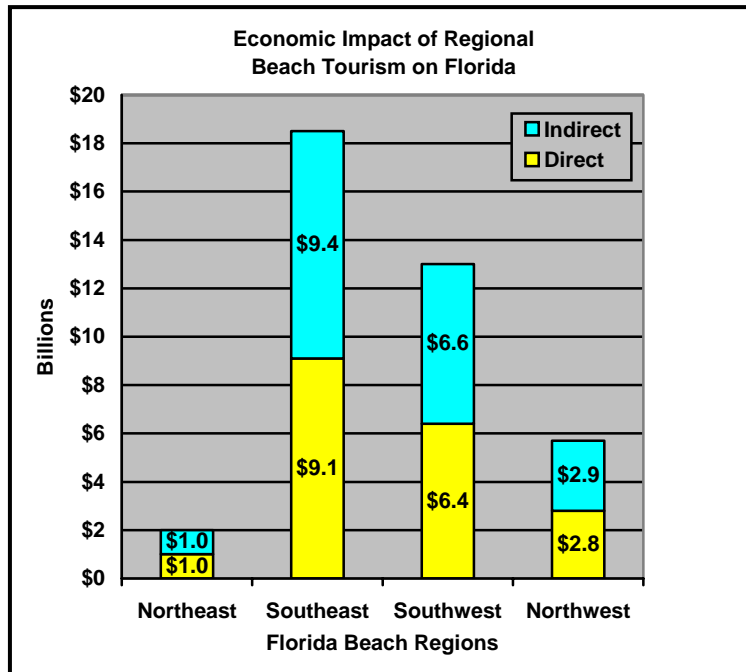 Economic Impact of Regional
Beach Tourism on Florida
$20
$18
$16
$14
$12
$10
$8
$6
$4
$2
$0
Billions
Indirect
Direct
$1.0
$1.0
$9.4
$9.1
$6.6
$6.4
$2.9
$2.8
Northeast Southeast Southwest Northwest
Florida Beach Regions